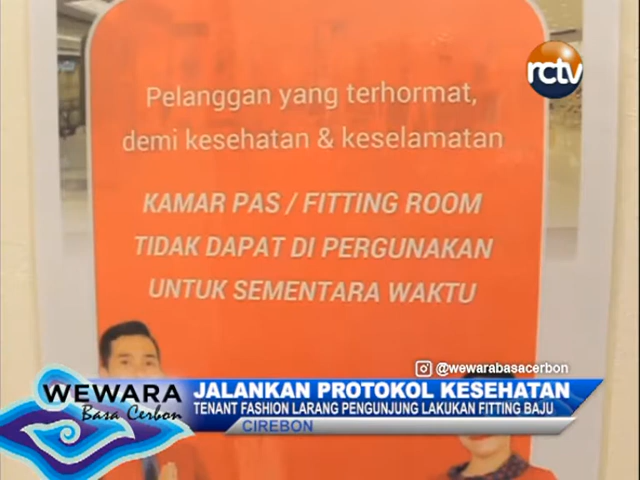 rctv
Pelanggan yang terhormat,
demi kesehatan & keselamatan
KAMAR PAS / FITTING ROOM
TIDAK DAPAT DI PERGUNAKAN
UNTUK SEMENTARA WAKTU
@wewarabasacerbon
WEWARA
Basa Cerbon
JALANKAN PROTOKOL KESEHATAN
TENANT FASHION LARANG PENGUNJUNG LAKUKAN FITTING BAJU
CIREBON